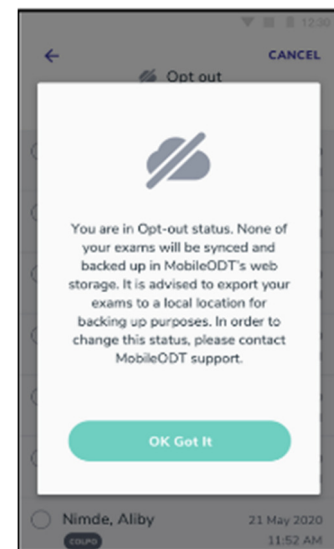 12:30
CANCEL
Opt out
You are in Opt-out status. None of
your exams will be synced and
backed up in MobileODT's web
storage. It is advised to export your
exams to a local location for
backing up purposes. In order to
change this status, please contact
MobileODT support.
OK Got It
Nimde, Aliby
21 May 2020
COLPO
11:52 AM